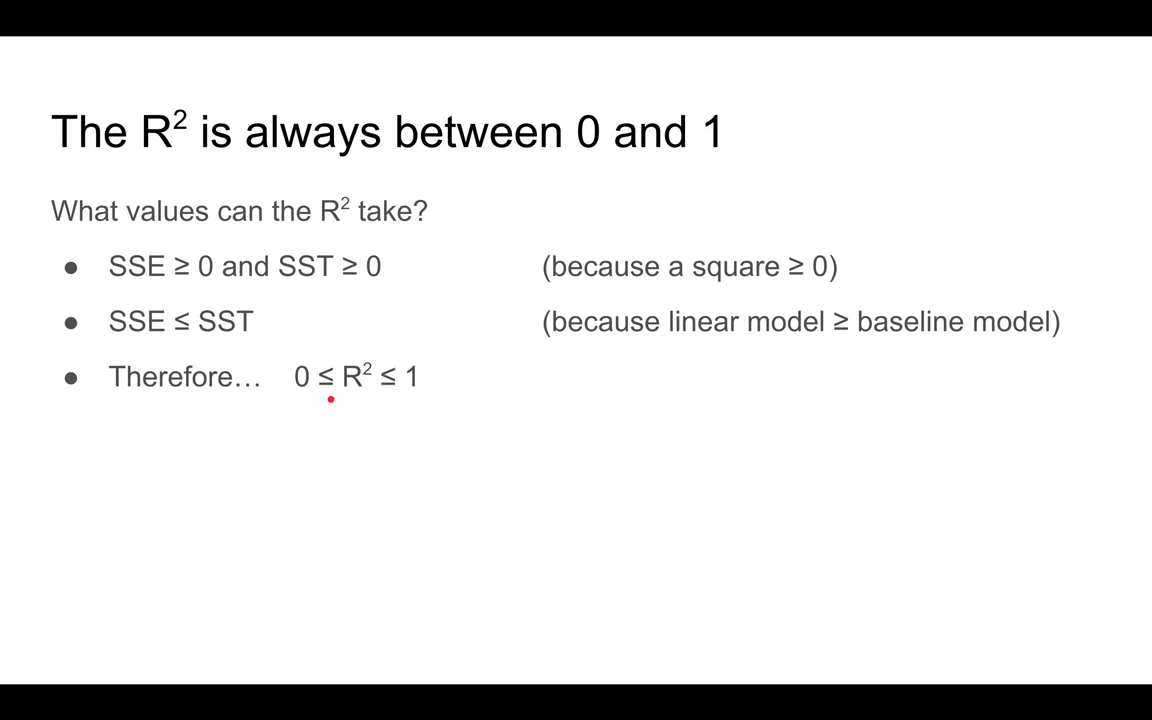 The R² is always between 0 and 1
What values can the R² take?
● SSE ≥ 0 and SST ≥ 0 (because a square ≥ 0)
● SSE ≤ SST (because linear model ≥ baseline model)
● Therefore… 0 ≤ R² ≤ 1